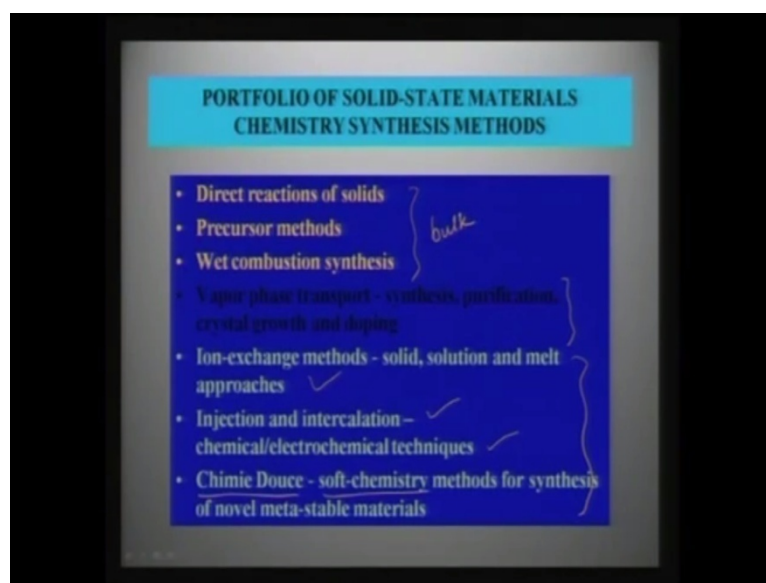 PORTFOLIO OF SOLID-STATE MATERIALS
CHEMISTRY SYNTHESIS METHODS
• Direct reactions of solids
• Precursor methods
• Wet combustion synthesis
bulk
• Vapor phase transport - synthesis, purification,
crystal growth and doping
• Ion-exchange methods - solid, solution and melt
approaches
• Injection and intercalation –
chemical/electrochemical techniques
• Chimie Douce - soft-chemistry methods for synthesis
of novel meta-stable materials